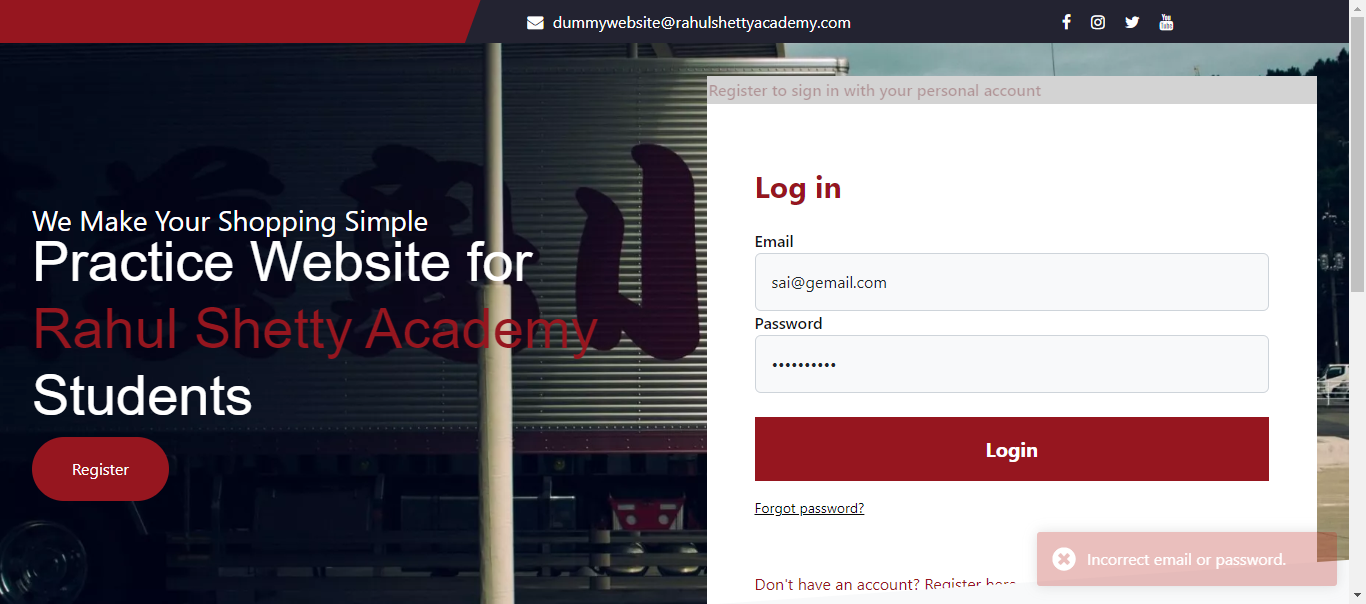 dummywebsite@rahulshettyacademy.com
Register to sign in with your personal account
We Make Your Shopping Simple
Practice Website for
Rahul Shetty Academy
Students
Register
Log in
Email
sai@gemail.com
Password
••••••••••
Login
Forgot password?
Don't have an account? Register here
Incorrect email or password.